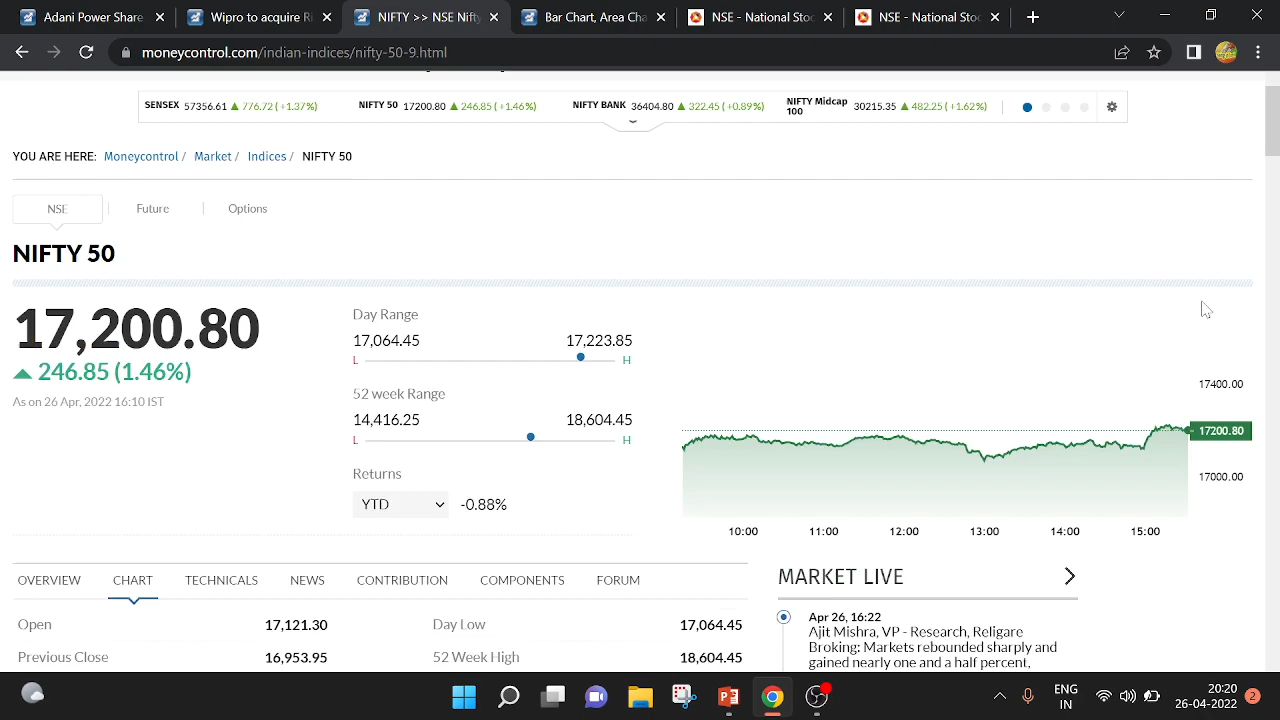 Adani Power Share
Wipro to acquire Ri
NIFTY >> NSE Nifty
Bar Chart, Area Cha
NSE - National Stoc
NSE - National Stoc
moneycontrol.com/indian-indices/nifty-50-9.html
SENSEX 57356.61 ▲ 776.72 ( +1.37%) NIFTY 50 17200.80 ▲ 246.85 (+1.46%) NIFTY BANK 36404.80 ▲ 322.45 (+0.89%) NIFTY Midcap 100 30215.35 ▲ 482.25 (+1.62%)
YOU ARE HERE: Moneycontrol / Market / Indices / NIFTY 50
NSE | Future | Options
NIFTY 50
17,200.80
246.85 (1.46%)
As on 26 Apr, 2022 16:10 IST
Day Range
17,064.45 17,223.85
L H
52 week Range
14,416.25 18,604.45
L H
Returns
YTD -0.88%
17400.00
17200.80
17000.00
10:00 11:00 12:00 13:00 14:00 15:00
OVERVIEW CHART TECHNICALS NEWS CONTRIBUTION COMPONENTS FORUM
Open 17,121.30 Day Low 17,064.45
Previous Close 16,953.95 52 Week High 18,604.45
MARKET LIVE
Apr 26, 16:22
Ajit Mishra, VP - Research, Religare
Broking: Markets rebounded sharply and
gained nearly one and a half percent,
ENG
IN
20:20
26-04-2022
2